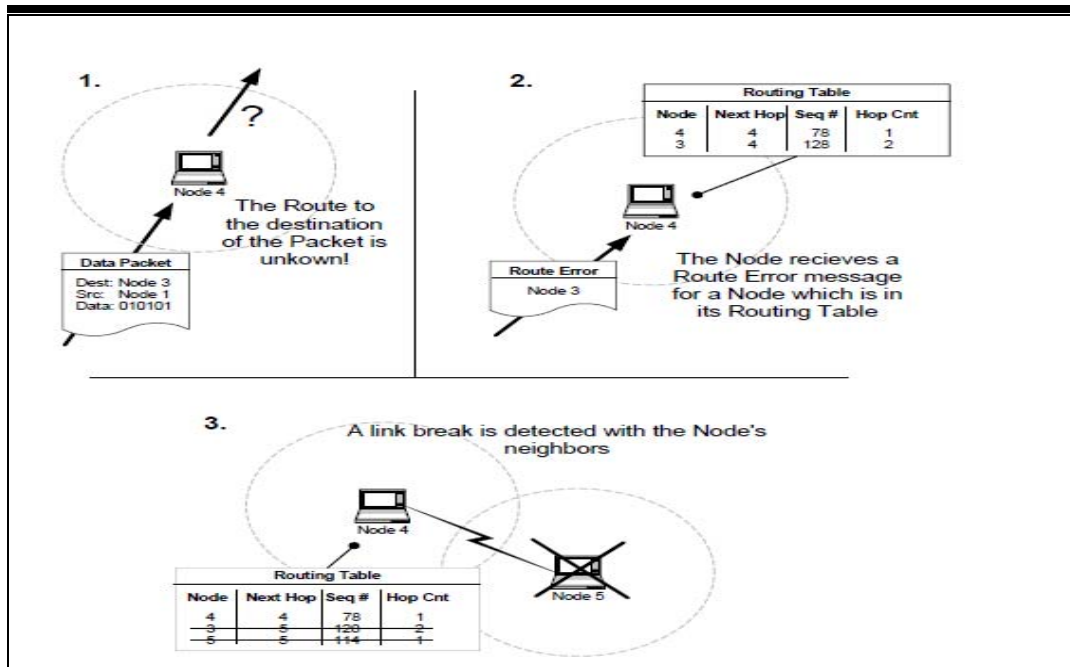 1.
?
Node 4
The Route to
the destination
of the Packet is
unkown!
Data Packet
Dest: Node 3
Src: Node 1
Data: 010101
2.
Routing Table
Node Next Hop Seq # Hop Cnt
4 4 78 1
3 4 128 2
Node 4
Route Error
Node 3
The Node recieves a
Route Error message
for a Node which is in
its Routing Table
3.
A link break is detected with the Node's
neighbors
Node 4
Node 5
Routing Table
Node Next Hop Seq # Hop Cnt
4 4 78 1
3 5 120 2
5 5 114 1